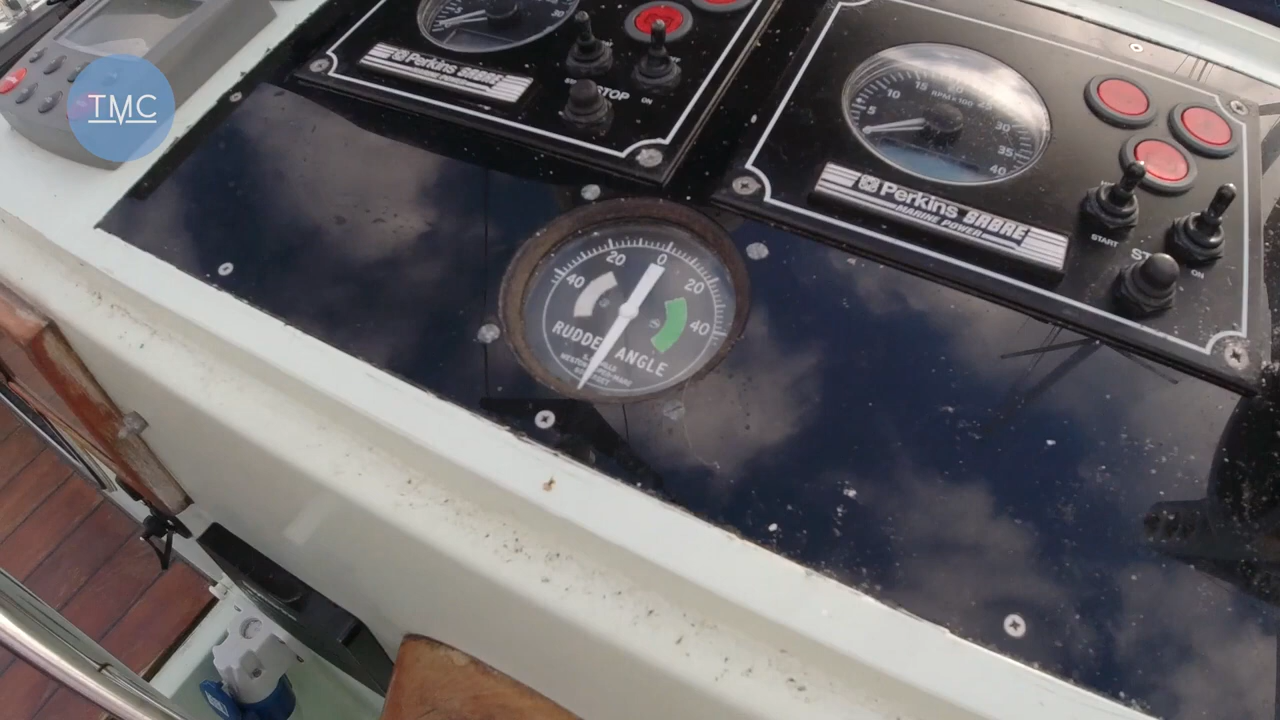 TMC
30
Perkins SABRE
STOP
ON
5
10
15
20
25
30
35
40
RPM x 100
Perkins SABRE
MARINE POWER
START
ON
40
20
0
20
40
RUDDER ANGLE